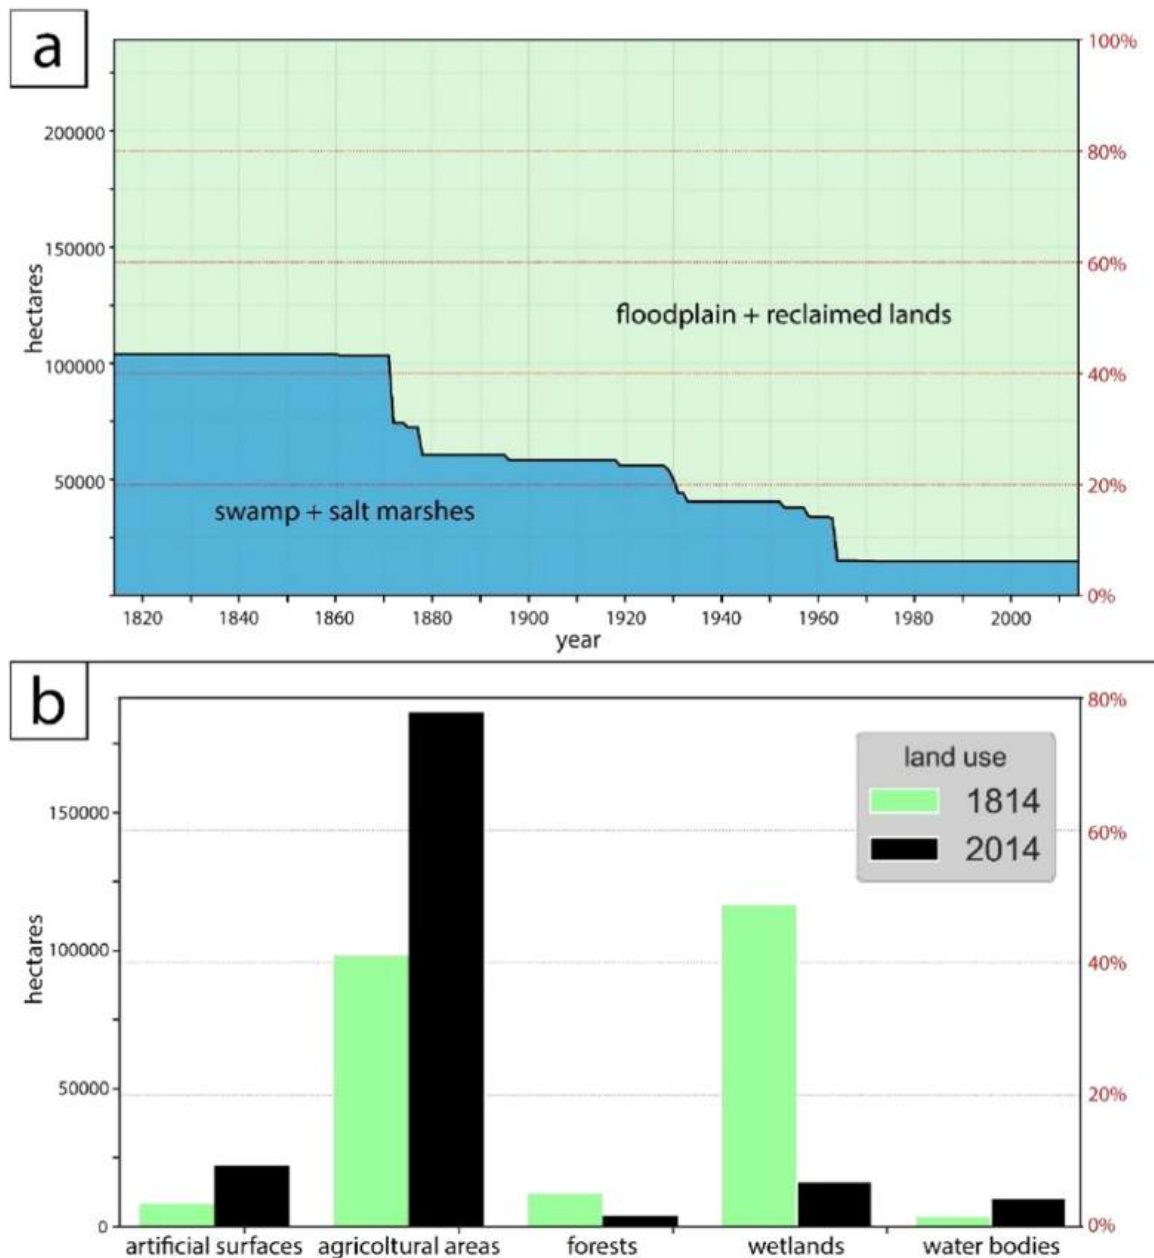 a
100%
200000
80%
150000
60%
hectares
floodplain + reclaimed lands
100000
40%
50000
20%
swamp + salt marshes
0%
1820 1840 1860 1880 1900 1920 1940 1960 1980 2000
year
b
80%
land use
1814
2014
150000
60%
hectares
100000
40%
50000
20%
0
0%
artificial surfaces agricoltural areas forests wetlands water bodies